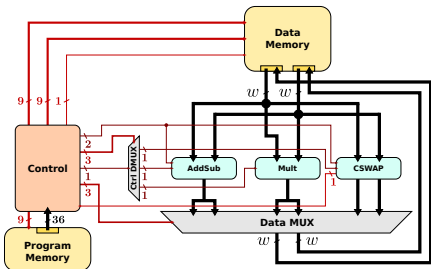 Data
Memory
w
w
9
9
1
2
3
1
3
Ctrl DMUX
1
1
1
1
Control
AddSub
Mult
CSWAP
Data MUX
9
36
w
w
Program
Memory